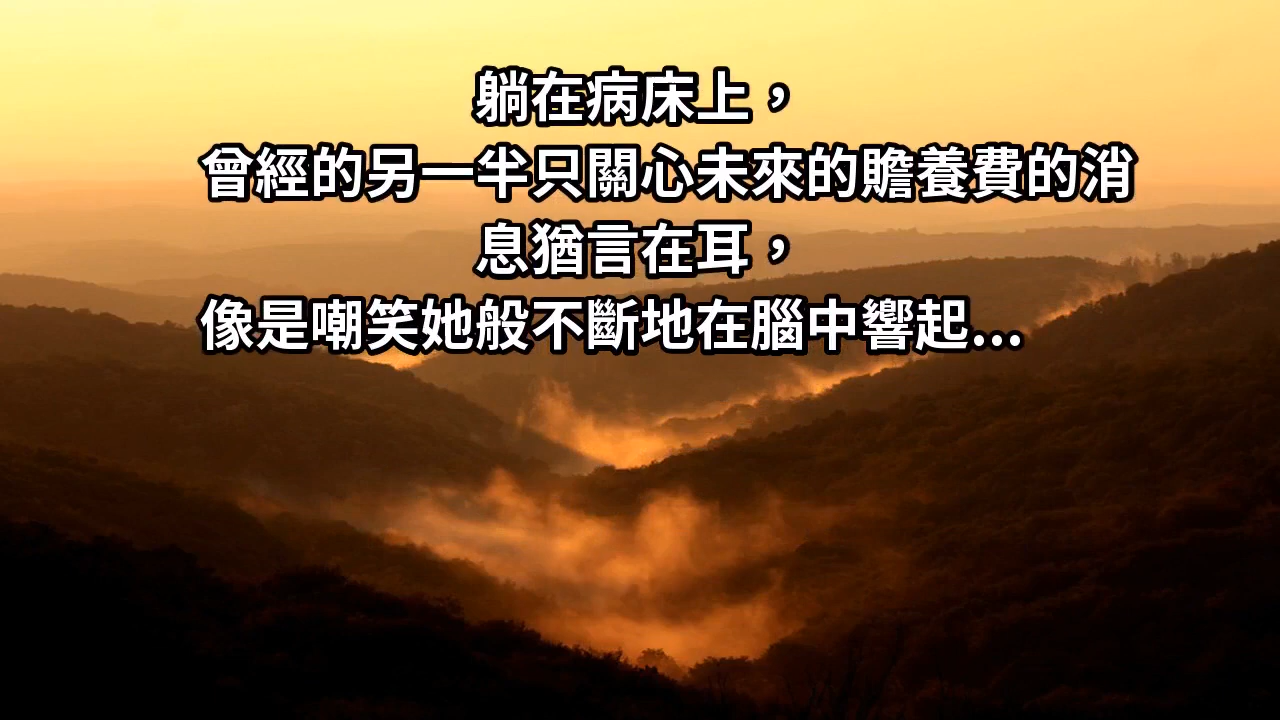 躺在病床上，
曾經的另一半只關心未來的贍養費的消
息猶言在耳，
像是嘲笑她般不斷地在腦中響起...